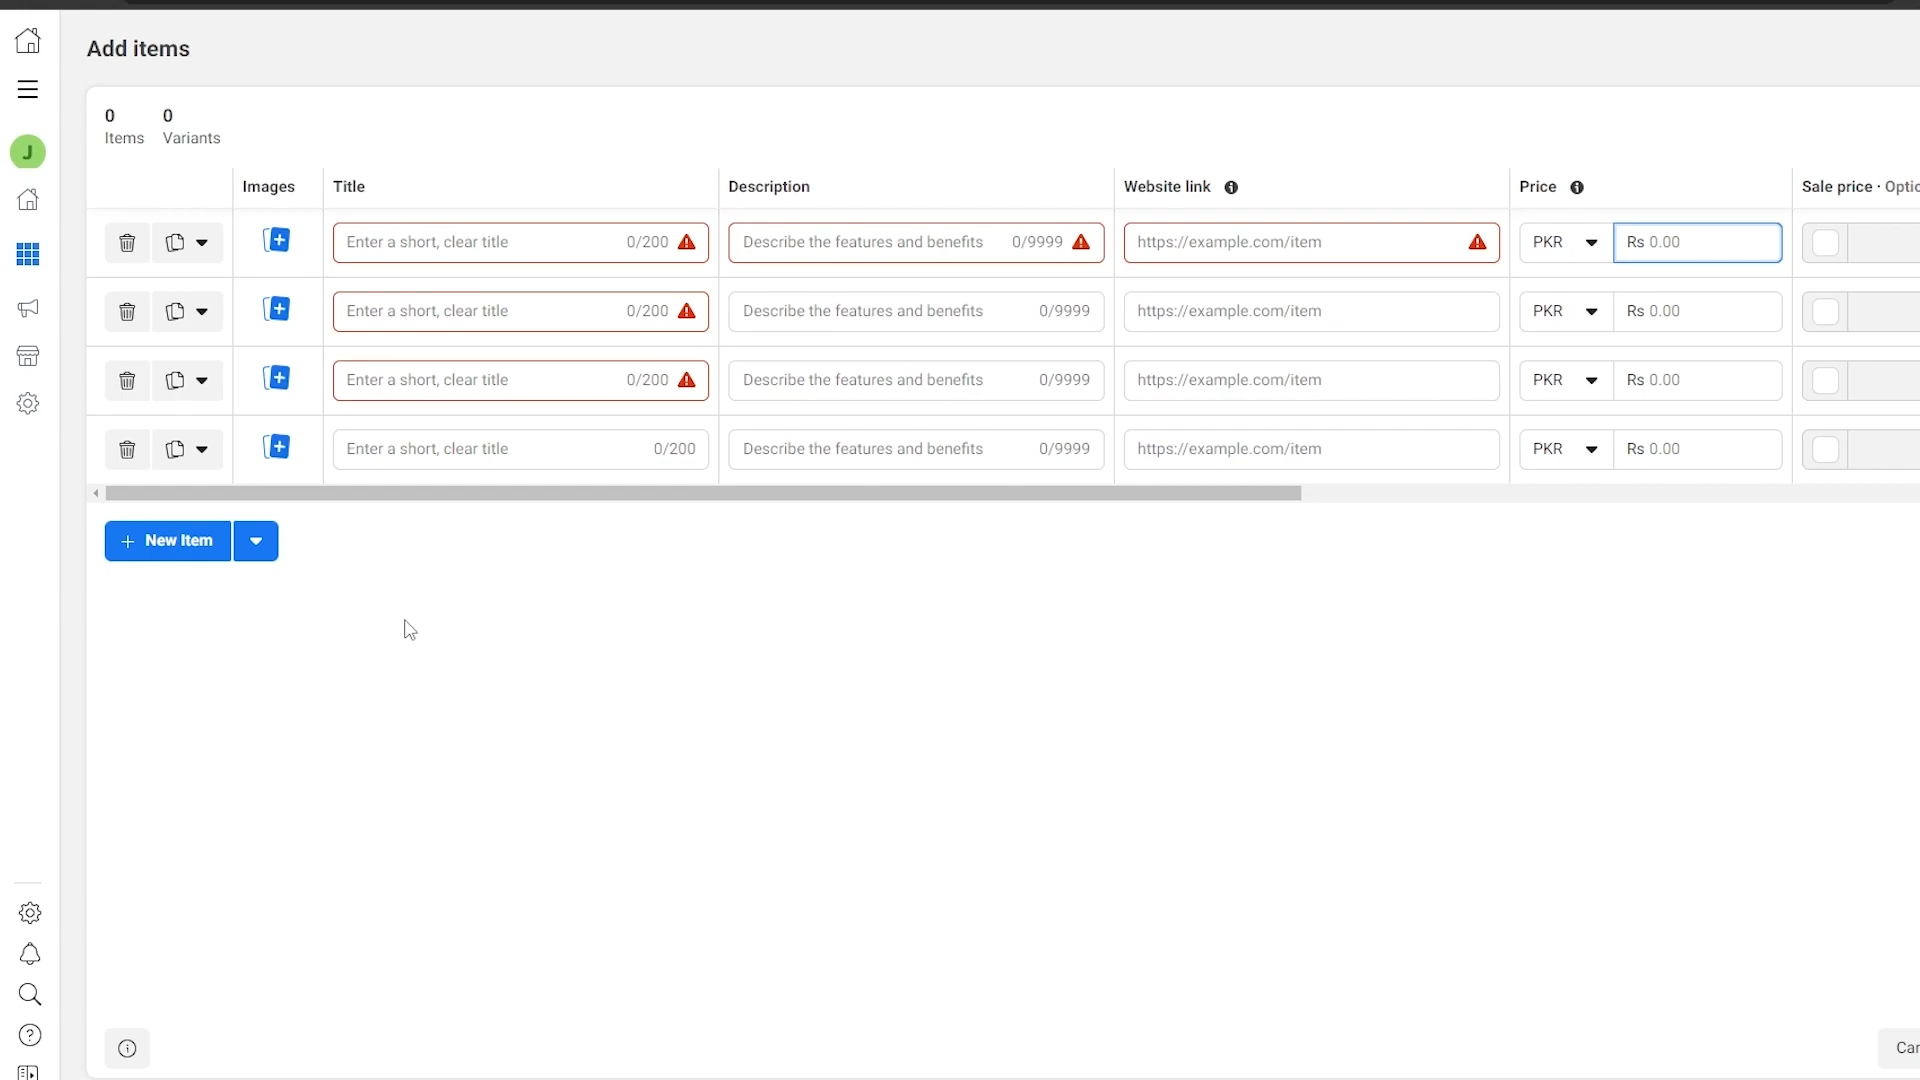 Add items
0 0
Items Variants
J
Images Title Description Website link Price Sale price · Optic
Enter a short, clear title 0/200 Describe the features and benefits 0/9999 https://example.com/item PKR Rs 0.00
Enter a short, clear title 0/200 Describe the features and benefits 0/9999 https://example.com/item PKR Rs 0.00
Enter a short, clear title 0/200 Describe the features and benefits 0/9999 https://example.com/item PKR Rs 0.00
Enter a short, clear title 0/200 Describe the features and benefits 0/9999 https://example.com/item PKR Rs 0.00
+ New Item
Can